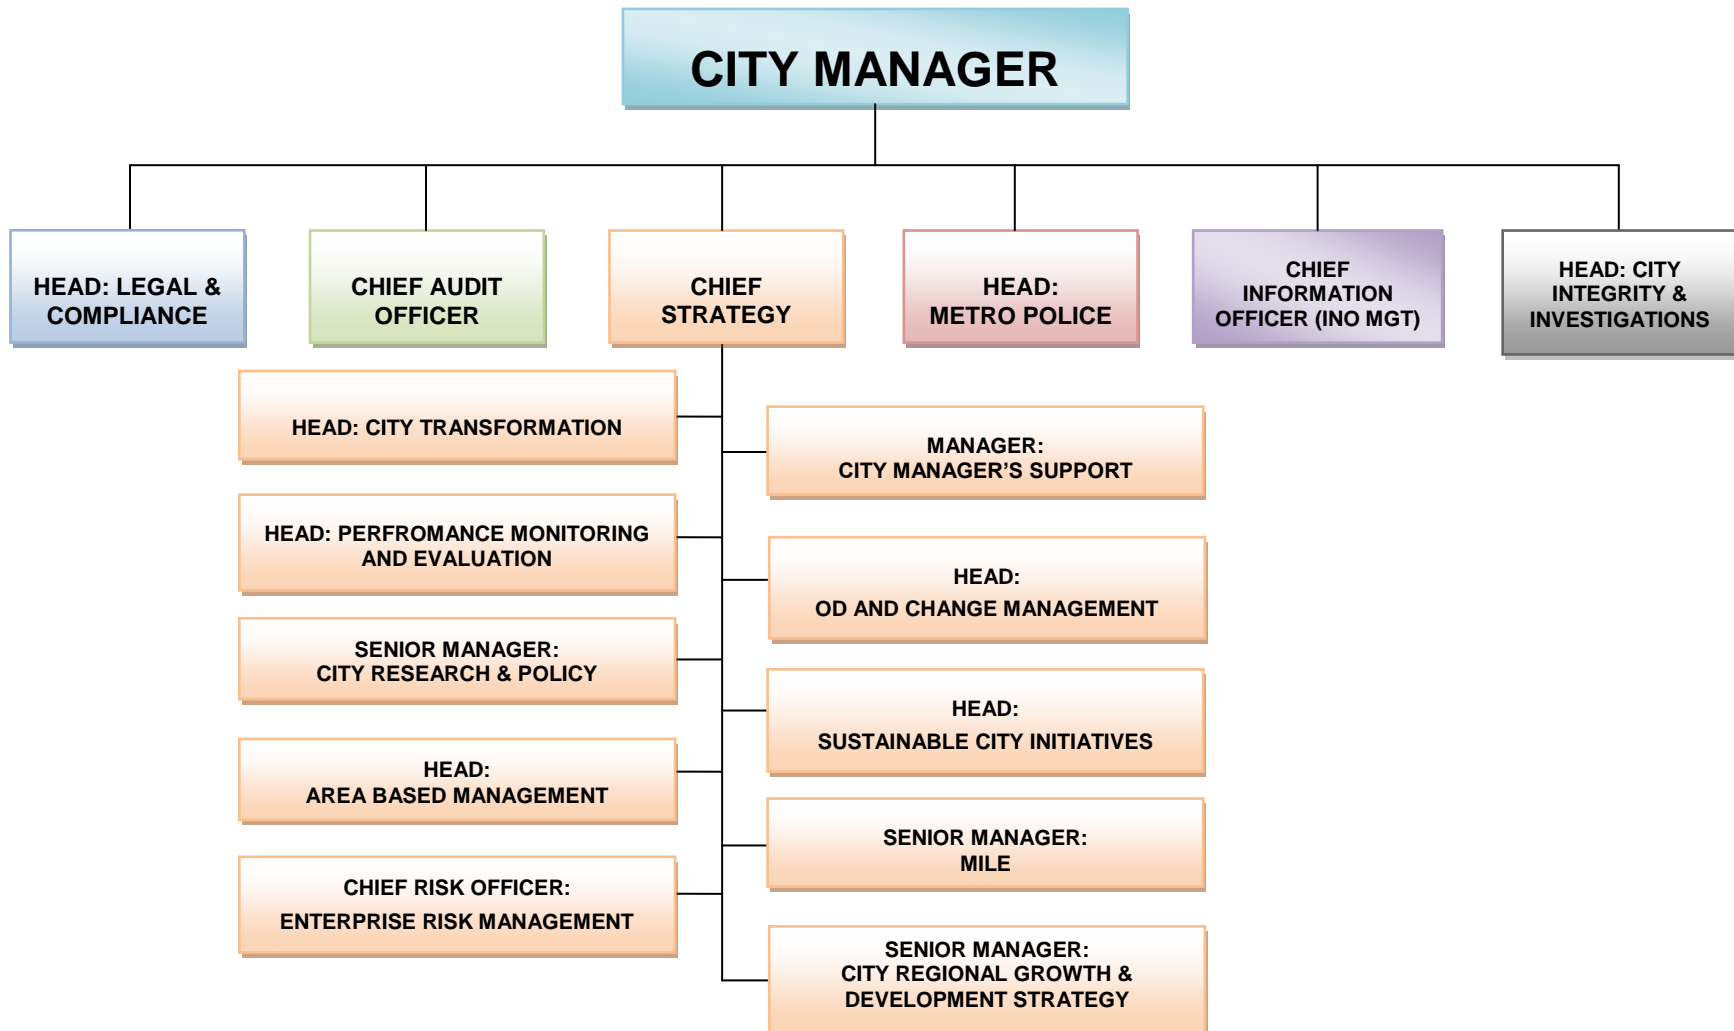 CITY MANAGER
HEAD: LEGAL &
COMPLIANCE
CHIEF AUDIT
OFFICER
CHIEF
STRATEGY
HEAD:
METRO POLICE
CHIEF
INFORMATION
OFFICER (INO MGT)
HEAD: CITY
INTEGRITY &
INVESTIGATIONS
HEAD: CITY TRANSFORMATION
MANAGER:
CITY MANAGER’S SUPPORT
HEAD: PERFROMANCE MONITORING
AND EVALUATION
HEAD:
OD AND CHANGE MANAGEMENT
SENIOR MANAGER:
CITY RESEARCH & POLICY
HEAD:
SUSTAINABLE CITY INITIATIVES
HEAD:
AREA BASED MANAGEMENT
SENIOR MANAGER:
MILE
CHIEF RISK OFFICER:
ENTERPRISE RISK MANAGEMENT
SENIOR MANAGER:
CITY REGIONAL GROWTH &
DEVELOPMENT STRATEGY